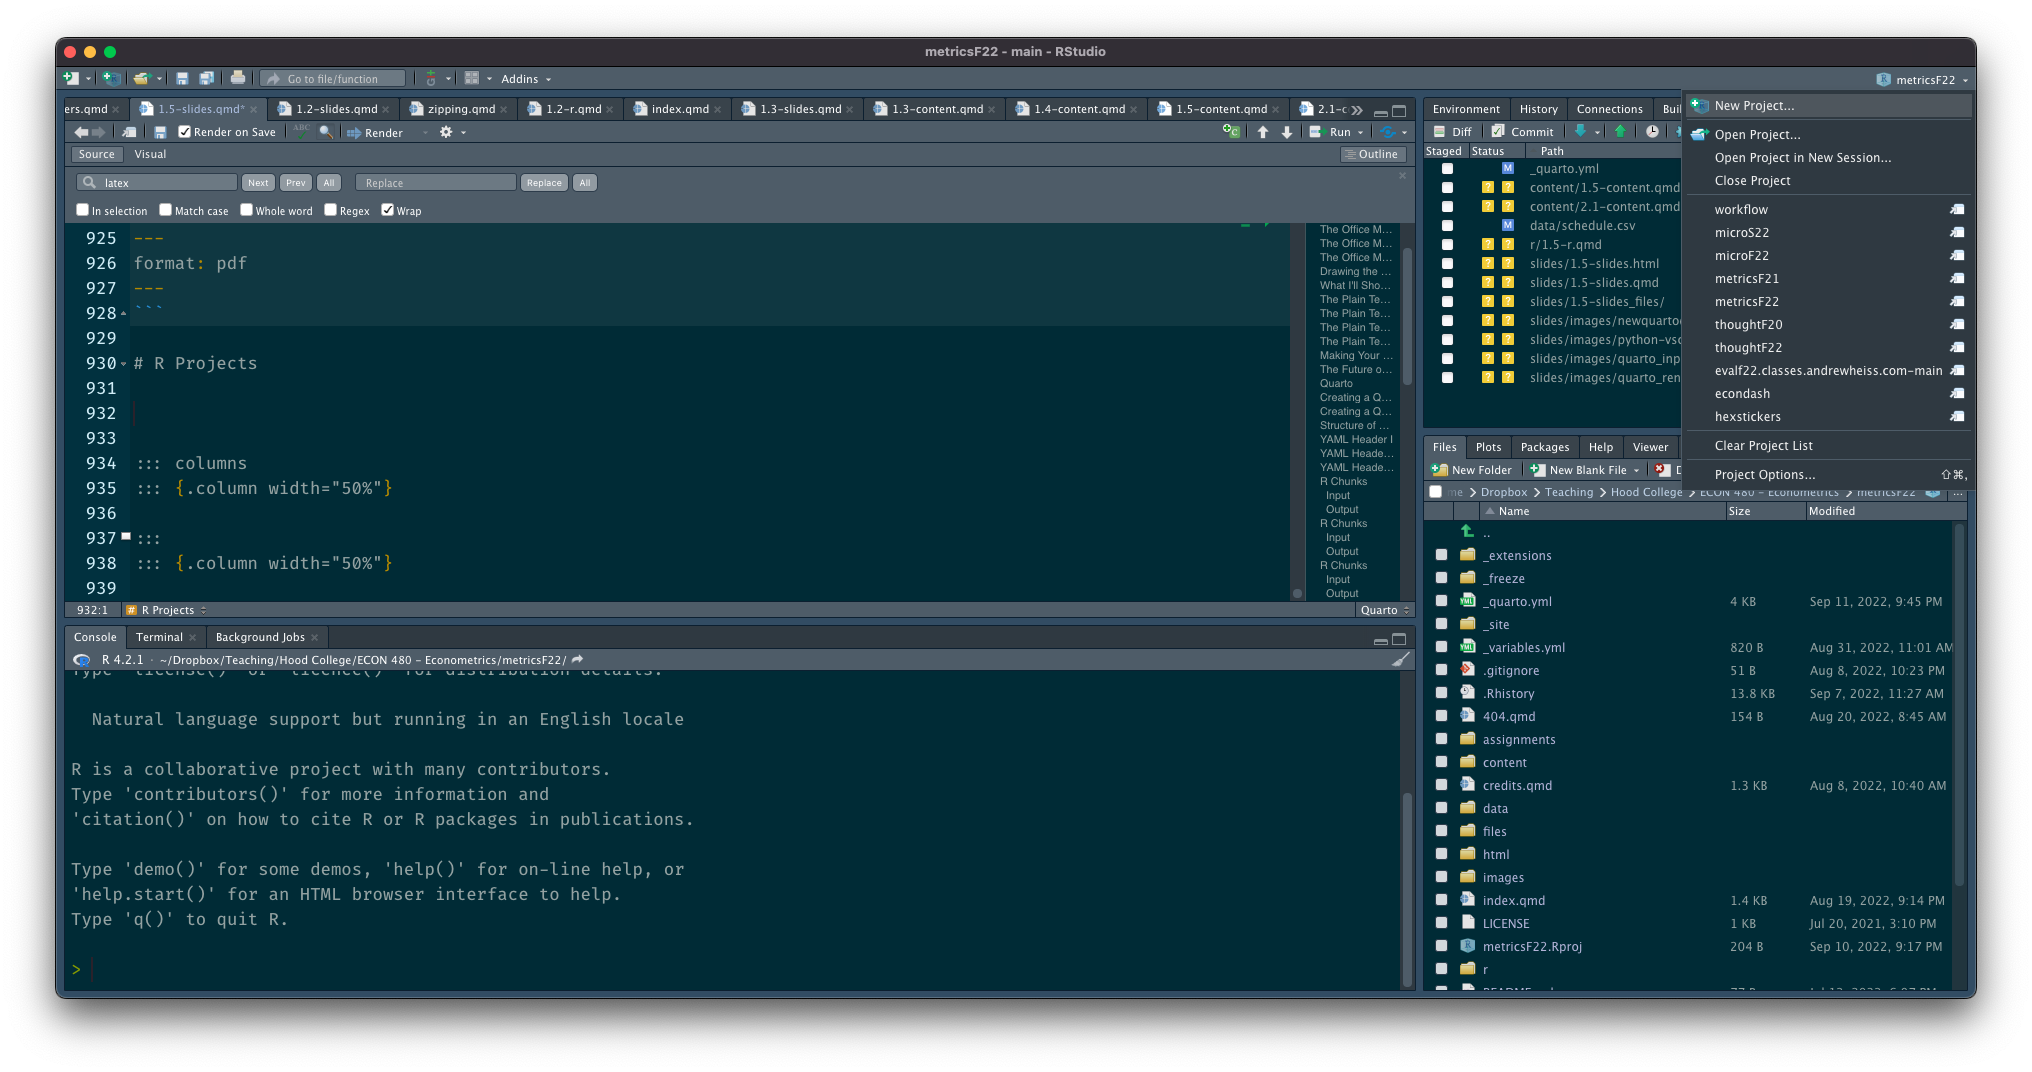 metricsF22 - main - RStudio
Go to file/function
Addins
metricsF22
ers.qmd
1.5-slides.qmd*
1.2-slides.qmd
zipping.qmd
1.2-r.qmd
index.qmd
1.3-slides.qmd
1.3-content.qmd
1.4-content.qmd
1.5-content.qmd
2.1-c
Render on Save
ABC
Render
Run
Source
Visual
Outline
latex
Next
Prev
All
Replace
Replace
All
In selection
Match case
Whole word
Regex
Wrap
925 ---
926 format: pdf
927 ---
928 ```
929
930 # R Projects
931
932
933
934 ::: columns
935 ::: {.column width="50%"}
936
937 :::
938 ::: {.column width="50%"}
939
The Office M...
The Office M...
The Office M...
Drawing the ...
What I'll Sho...
The Plain Te...
The Plain Te...
The Plain Te...
The Plain Te...
Making Your ...
The Future o...
Quarto
Creating a Q...
Creating a Q...
Structure of ...
YAML Header I
YAML Heade...
YAML Heade...
R Chunks
Input
Output
R Chunks
Input
Output
R Chunks
Input
Output
932:1
# R Projects
Quarto
Console
Terminal
Background Jobs
R 4.2.1 · ~/Dropbox/Teaching/Hood College/ECON 480 - Econometrics/metricsF22/
Type 'license()' or 'licence()' for distribution details.
Natural language support but running in an English locale
R is a collaborative project with many contributors.
Type 'contributors()' for more information and
'citation()' on how to cite R or R packages in publications.
Type 'demo()' for some demos, 'help()' for on-line help, or
'help.start()' for an HTML browser interface to help.
Type 'q()' to quit R.
>
Environment
History
Connections
Buil
Diff
Commit
Staged Status Path
M _quarto.yml
? ? content/1.5-content.qmd
? ? content/2.1-content.qmd
M data/schedule.csv
? ? r/1.5-r.qmd
? ? slides/1.5-slides.html
? ? slides/1.5-slides.qmd
? ? slides/1.5-slides_files/
? ? slides/images/newquarto
? ? slides/images/python-vs
? ? slides/images/quarto_inp
? ? slides/images/quarto_ren
New Project...
Open Project...
Open Project in New Session...
Close Project
workflow
microS22
microF22
metricsF21
metricsF22
thoughtF20
thoughtF22
evalf22.classes.andrewheiss.com-main
econdash
hexstickers
Clear Project List
Project Options... ⇧⌘,
Files
Plots
Packages
Help
Viewer
New Folder
New Blank File
D
me
Dropbox
Teaching
Hood College
ECON 480 - Econometrics
metricsF22
...
Name Size Modified
..
_extensions
_freeze
_quarto.yml 4 KB Sep 11, 2022, 9:45 PM
_site
_variables.yml 820 B Aug 31, 2022, 11:01 AM
.gitignore 51 B Aug 8, 2022, 10:23 PM
.Rhistory 13.8 KB Sep 7, 2022, 11:27 AM
404.qmd 154 B Aug 20, 2022, 8:45 AM
assignments
content
credits.qmd 1.3 KB Aug 8, 2022, 10:40 AM
data
files
html
images
index.qmd 1.4 KB Aug 19, 2022, 9:14 PM
LICENSE 1 KB Jul 20, 2021, 3:10 PM
metricsF22.Rproj 204 B Sep 10, 2022, 9:17 PM
r